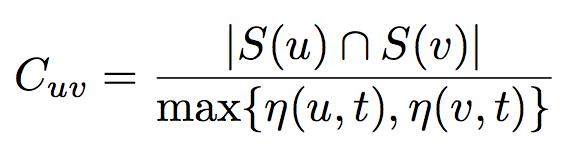 C_{uv} = \frac{|S(u) \cap S(v)|}{\max\{\eta(u, t), \eta(v, t)\}}